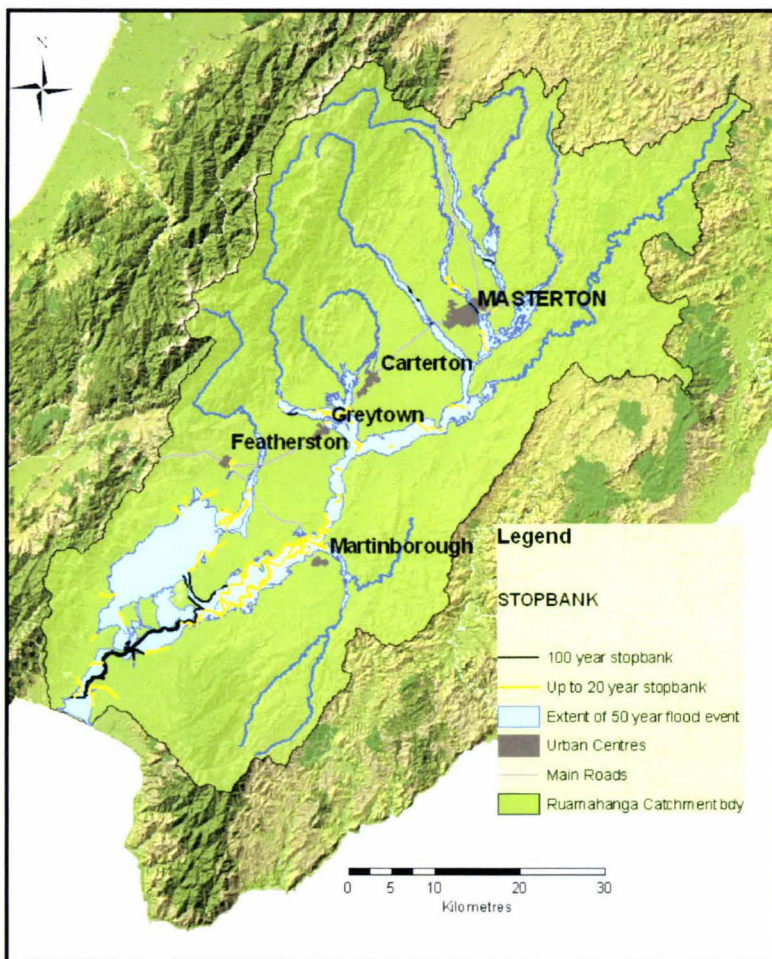 N
MASTERTON
Carterton
Greytown
Featherston
Martinborough
Legend
STOPBANK
100 year stopbank
Up to 20 year stopbank
Extent of 50 year flood event
Urban Centres
Main Roads
Ruamahanga Catchment bdy
0 5 10 20 30
Kilometres